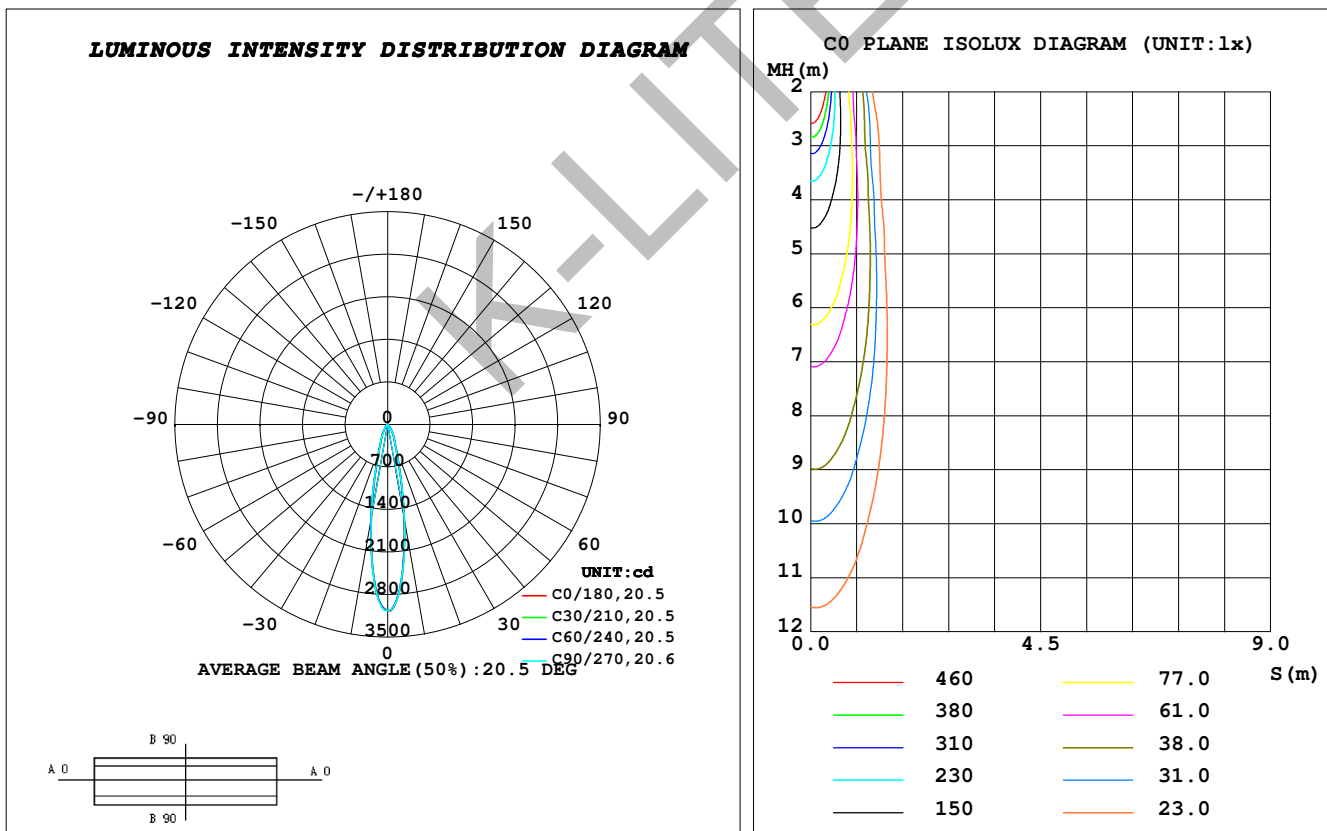 LUMINOUS INTENSITY DISTRIBUTION DIAGRAM
-/+180
-150
150
-120
120
-90
90
-60
60
-30
30
0
0
700
1400
2100
2800
3500
UNIT:cd
C0/180,20.5
C30/210,20.5
C60/240,20.5
C90/270,20.6
AVERAGE BEAM ANGLE(50%):20.5 DEG
B 90
A 0
A 0
B 90
K-LITE
C0 PLANE ISOLUX DIAGRAM (UNIT:lx)
MH(m)
2
3
4
5
6
7
8
9
10
11
12
0.0
4.5
9.0
S(m)
460
380
310
230
150
77.0
61.0
38.0
31.0
23.0